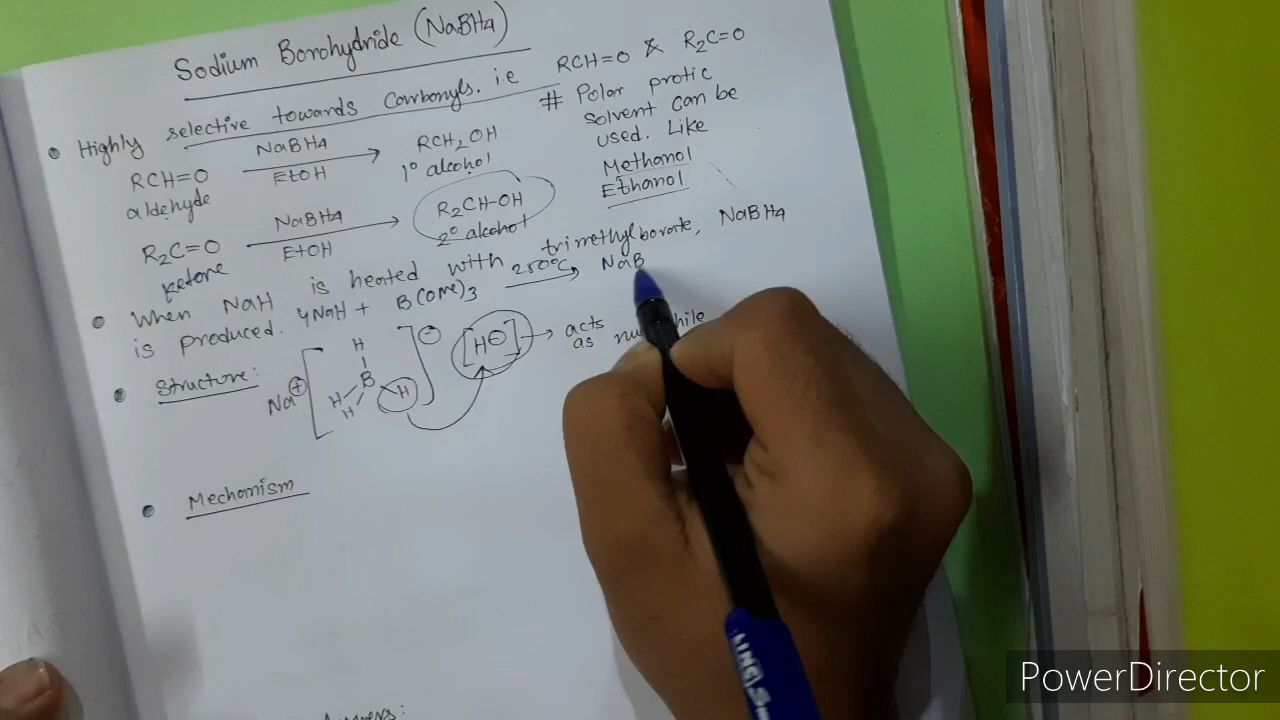 Sodium Borohydride (NaBH4)
• Highly selective towards Carbonyls. i.e RCH=O & R2C=O
RCH=O NaBH4 EtOH → RCH2OH
aldehyde 1° alcohol
R2C=O NaBH4 EtOH → R2CH-OH
ketone 2° alcohol
# Polar protic
solvent can be
used. Like
Methanol
Ethanol
• When NaH is heated with trimethylborate, NaBH4
is produced. 4NaH + B(OMe)3 250°C → NaB
• Structure: Na⊕ [ H B H H H ]⊖ [H⊖] → acts
as
• Mechanism
PowerDirector